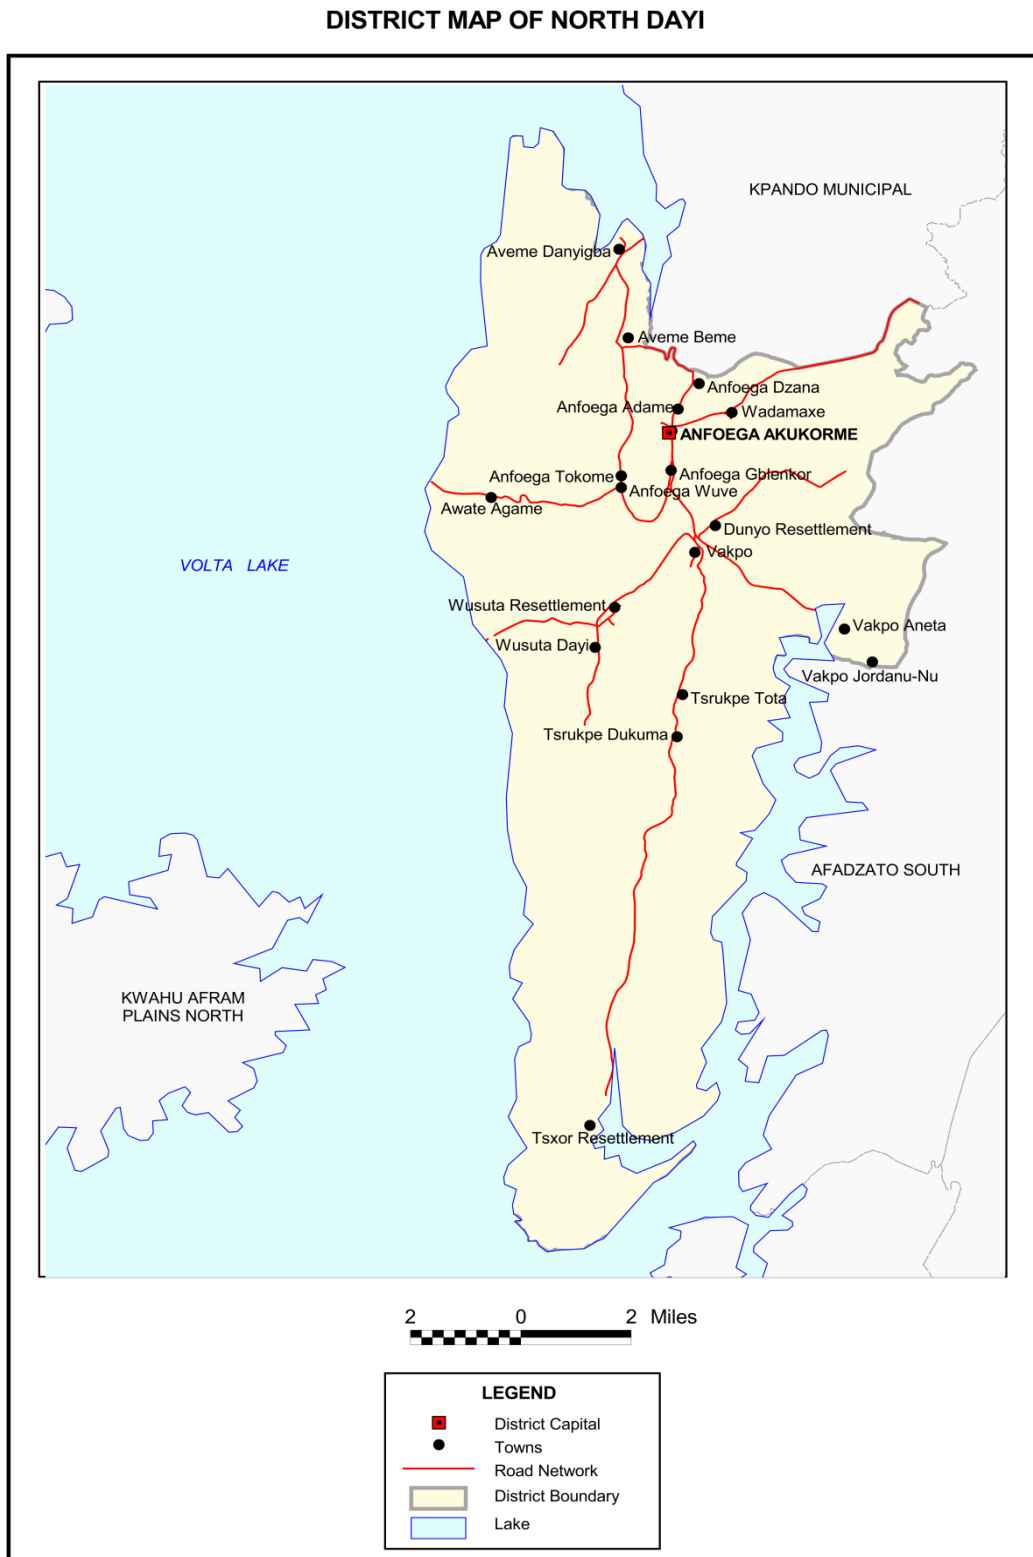 DISTRICT MAP OF NORTH DAYI
KPANDO MUNICIPAL
Aveme Danyigba
Aveme Beme
Anfoega Dzana
Anfoega Adame
Wadamaxe
ANFOEGA AKUKORME
Anfoega Tokome
Anfoega Gblenkor
Anfoega Wuve
Awate Agame
Dunyo Resettlement
Vakpo
VOLTA LAKE
Wusuta Resettlement
Vakpo Aneta
Wusuta Dayi
Vakpo Jordanu-Nu
Tsrukpe Tota
Tsrukpe Dukuma
AFADZATO SOUTH
KWAHU AFRAM
PLAINS NORTH
Tsxor Resettlement
2 0 2 Miles
LEGEND
District Capital
Towns
Road Network
District Boundary
Lake